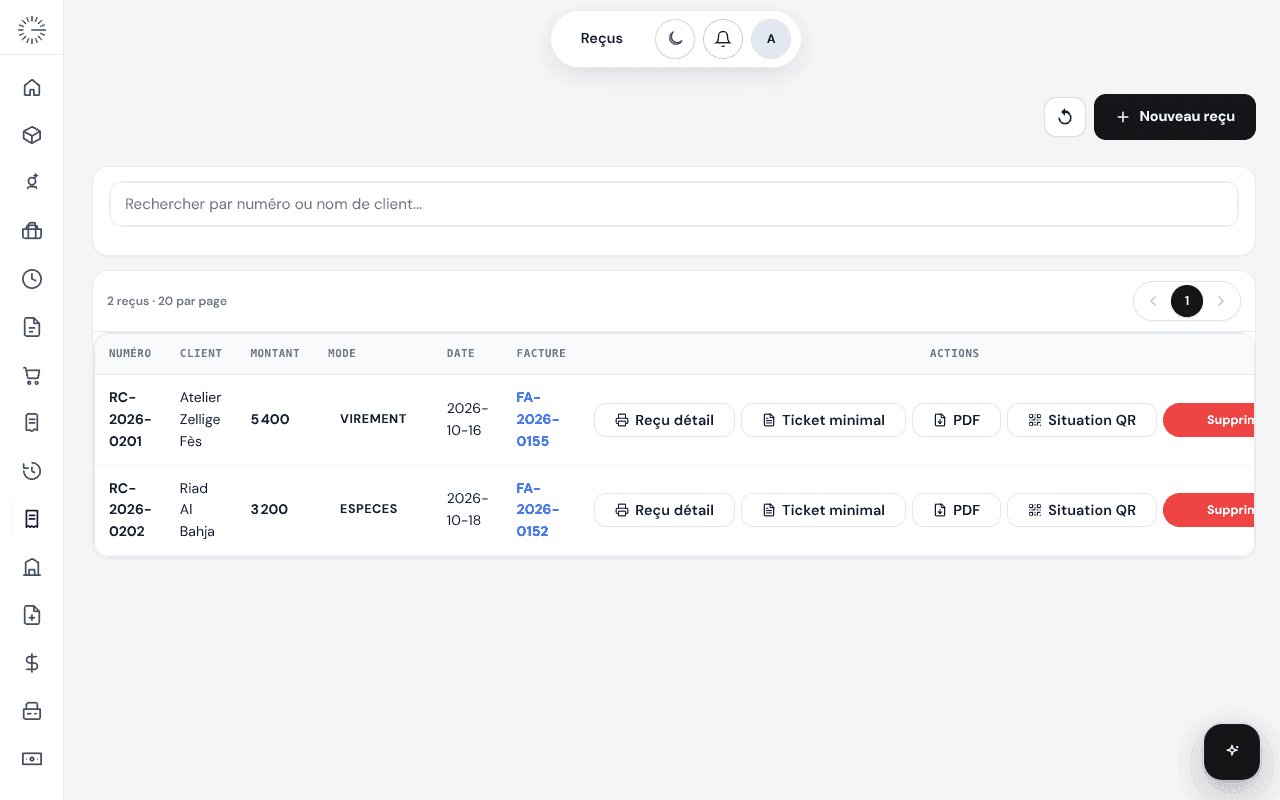 Reçus
A
Nouveau reçu
Rechercher par numéro ou nom de client...
2 reçus · 20 par page
1
NUMÉRO CLIENT MONTANT MODE DATE FACTURE ACTIONS
RC-
2026-
0201
Atelier
Zellige
Fès
5 400
VIREMENT
2026-
10-16
FA-
2026-
0155
Reçu détail
Ticket minimal
PDF
Situation QR
Supprim
RC-
2026-
0202
Riad
Al
Bahja
3 200
ESPECES
2026-
10-18
FA-
2026-
0152
Reçu détail
Ticket minimal
PDF
Situation QR
Supprim